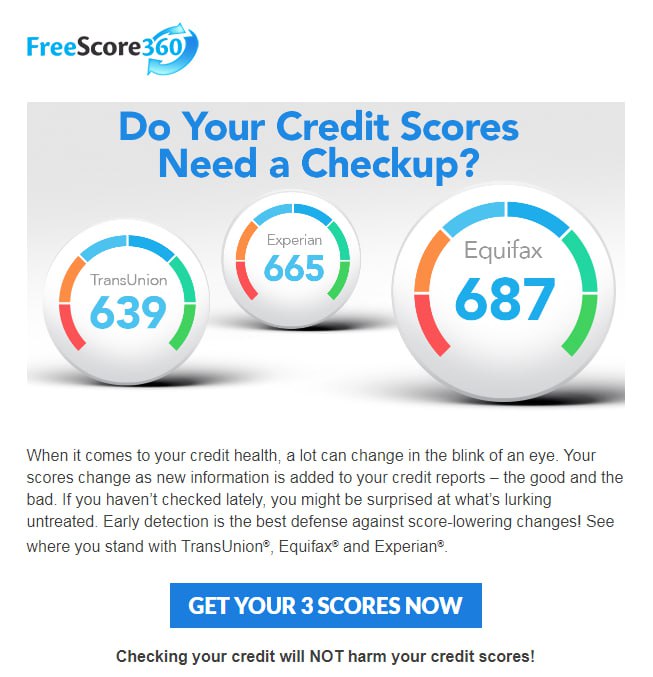 FreeScore360
Do Your Credit Scores
Need a Checkup?
TransUnion
639
Experian
665
Equifax
687
When it comes to your credit health, a lot can change in the blink of an eye. Your
scores change as new information is added to your credit reports – the good and the
bad. If you haven’t checked lately, you might be surprised at what’s lurking
untreated. Early detection is the best defense against score-lowering changes! See
where you stand with TransUnion®, Equifax® and Experian®.
GET YOUR 3 SCORES NOW
Checking your credit will NOT harm your credit scores!